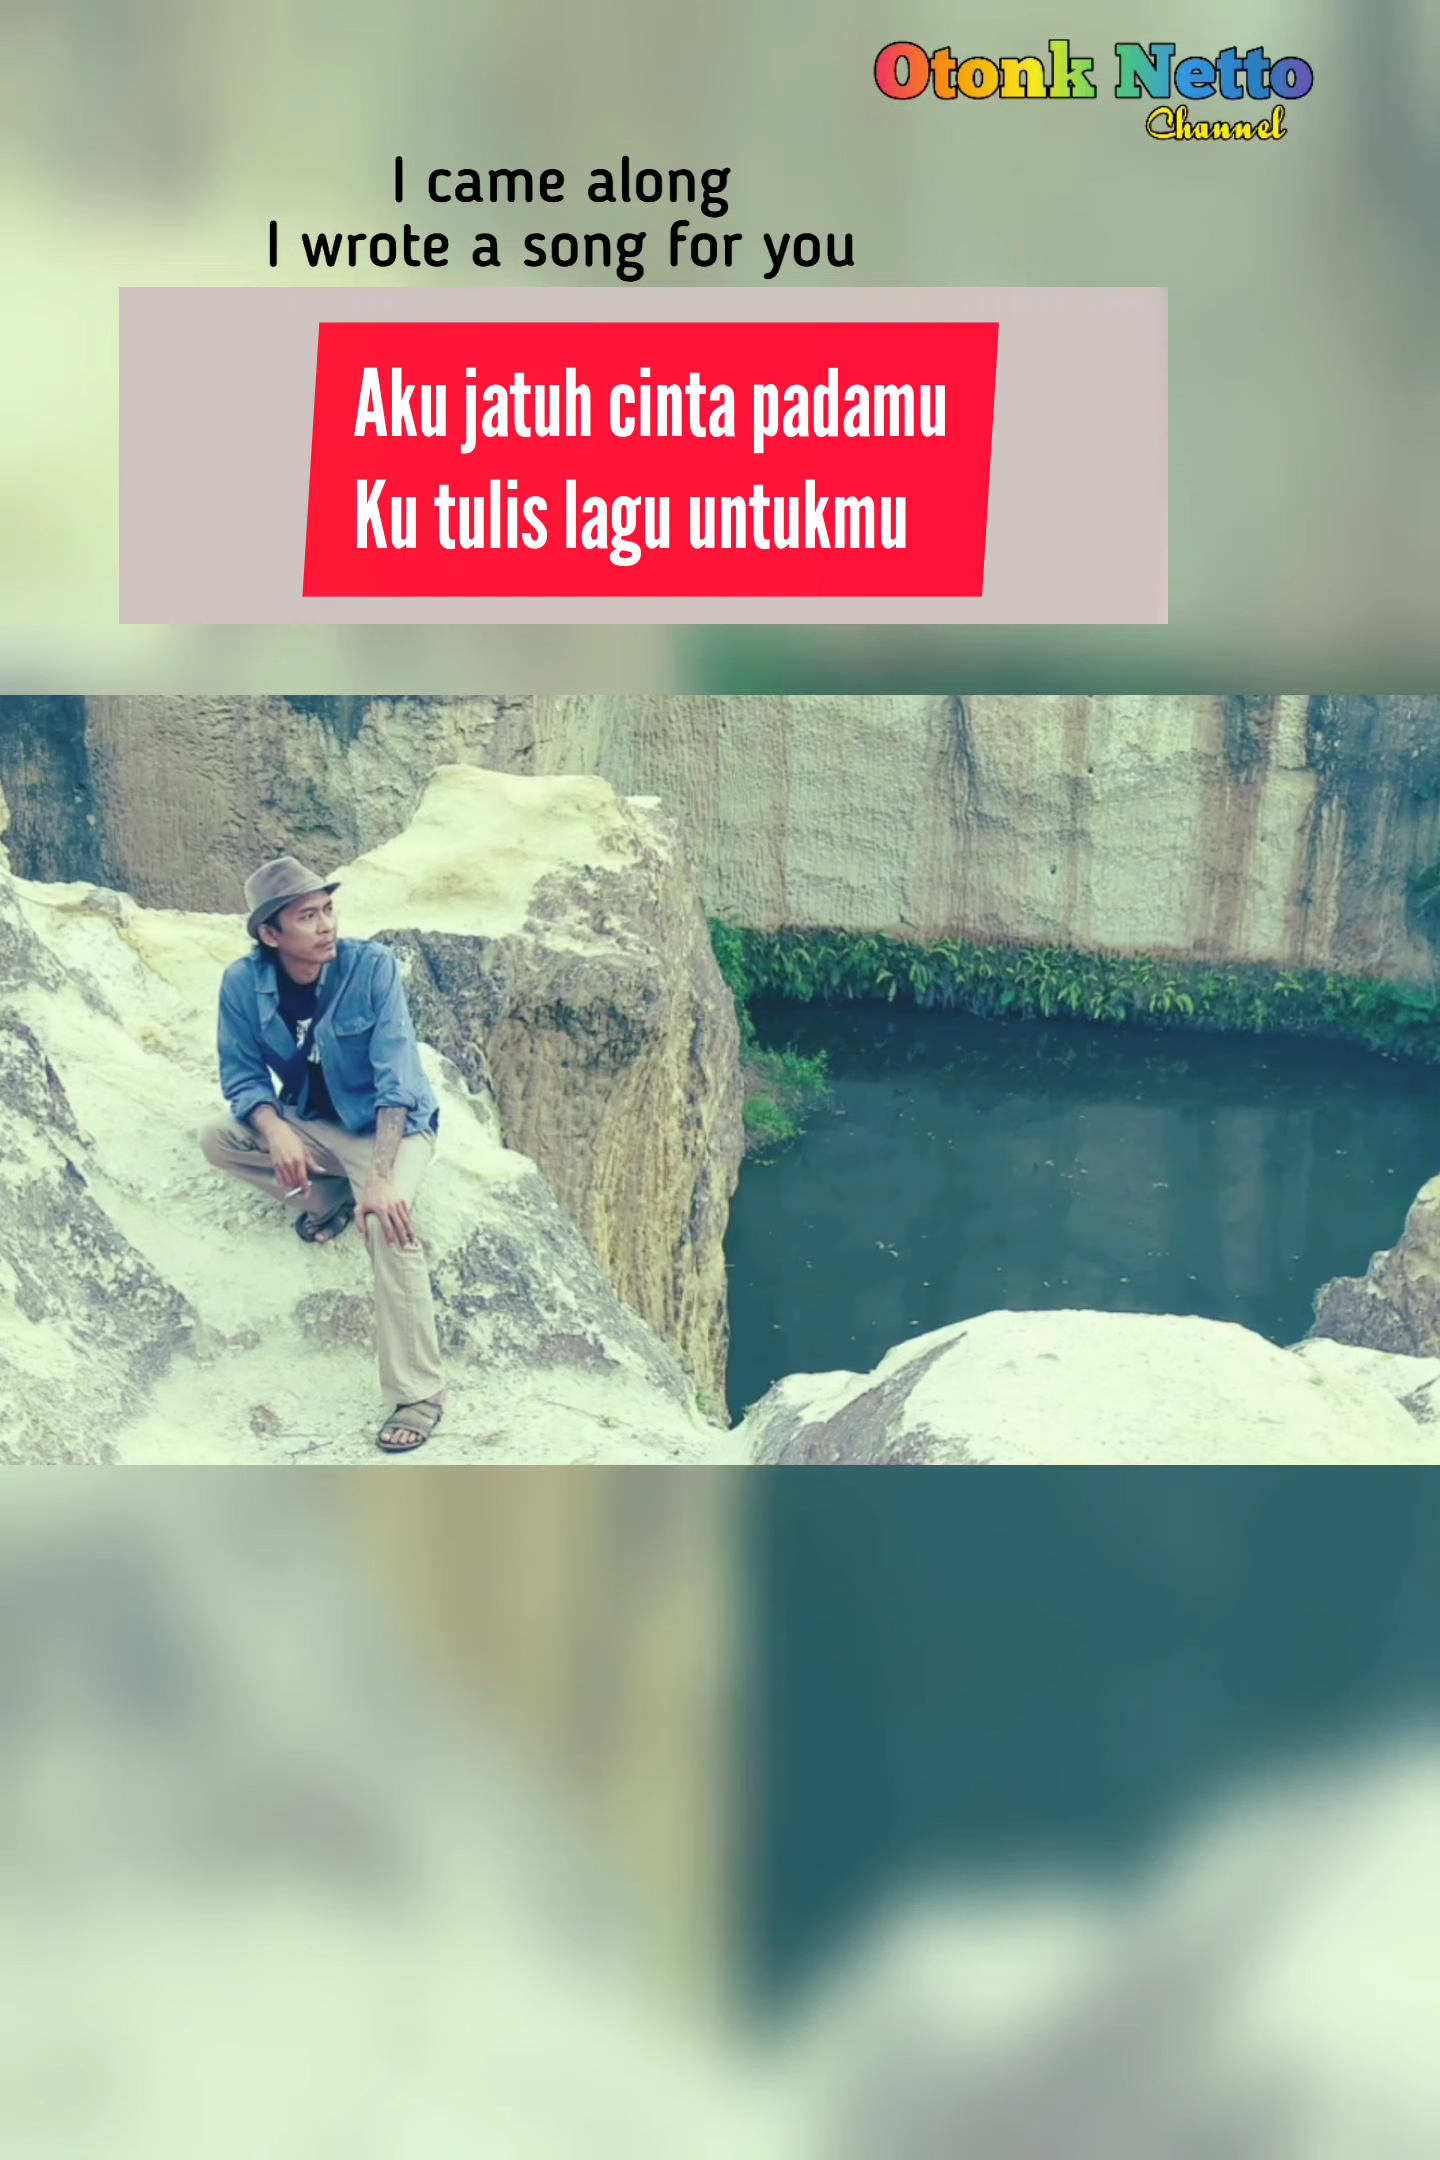 Otonk Netto
Channel
I came along
I wrote a song for you
Aku jatuh cinta padamu
Ku tulis lagu untukmu